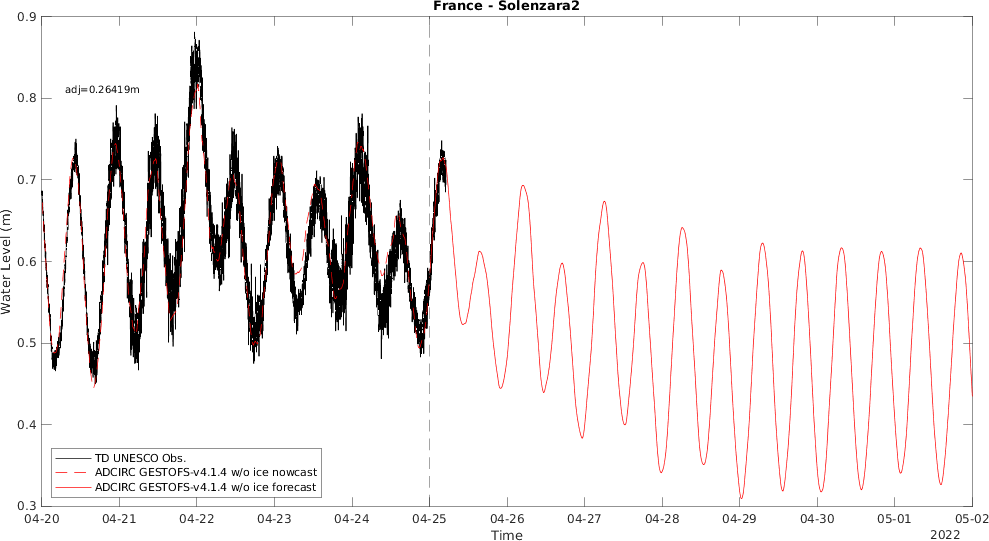 France - Solenzara2
0.9
0.8
0.7
0.6
0.5
0.4
0.3
Water Level (m)
adj=0.26419m
TD UNESCO Obs.
ADCIRC GESTOFS-v4.1.4 w/o ice nowcast
ADCIRC GESTOFS-v4.1.4 w/o ice forecast
04-20 04-21 04-22 04-23 04-24 04-25 04-26 04-27 04-28 04-29 04-30 05-01 05-02
Time
2022